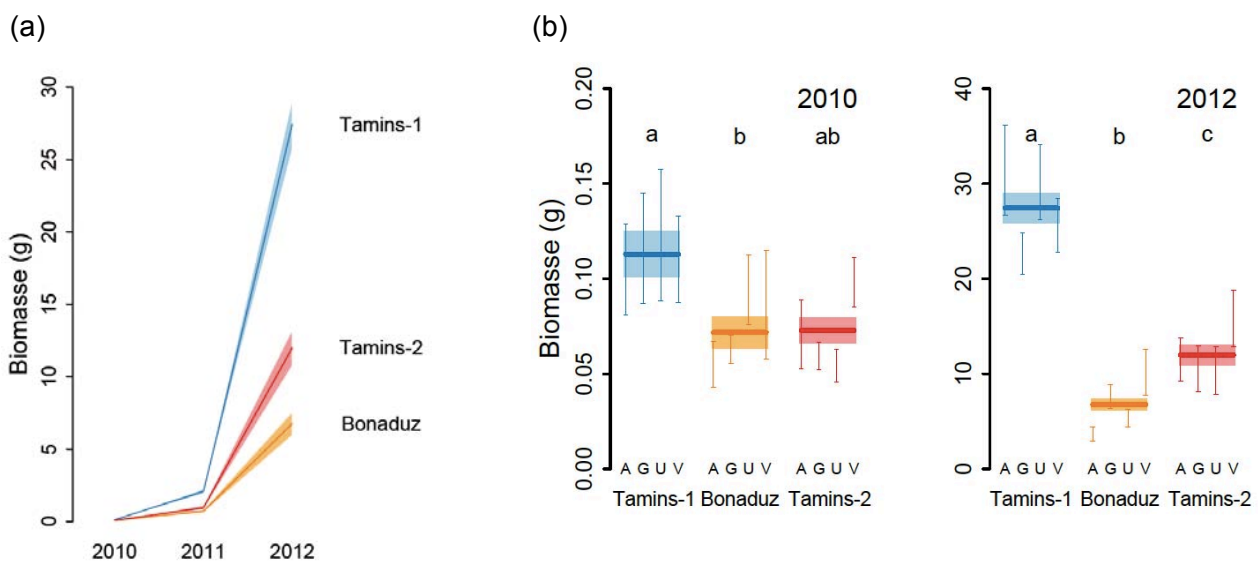 (a)
Biomasse (g)
30
25
20
15
10
5
0
2010 2011 2012
Tamins-1
Tamins-2
Bonaduz
(b)
Biomasse (g)
0.20
0.15
0.10
0.05
0.00
2010
a b ab
A G U V A G U V A G U V
Tamins-1 Bonaduz Tamins-2
40
30
20
10
0
2012
a b c
A G U V A G U V A G U V
Tamins-1 Bonaduz Tamins-2